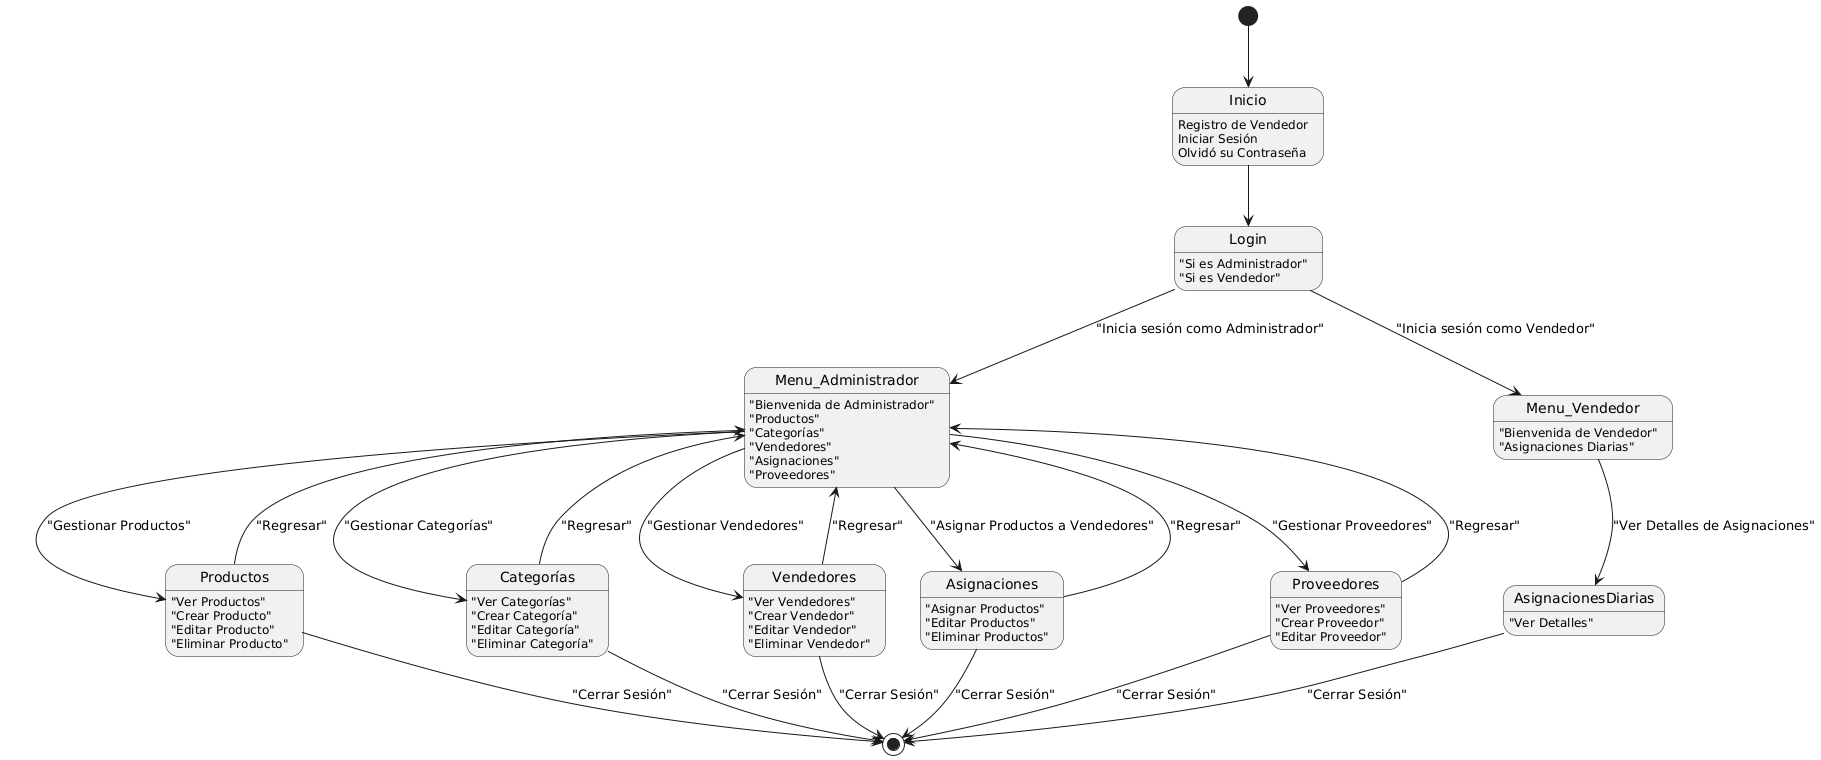 Inicio
Registro de Vendedor
Iniciar Sesión
Olvidó su Contraseña
Login
"Si es Administrador"
"Si es Vendedor"
"Inicia sesión como Administrador"
"Inicia sesión como Vendedor"
Menu_Administrador
"Bienvenida de Administrador"
"Productos"
"Categorías"
"Vendedores
"Asignaciones"
"Proveedores"
Menu_Vendedor
"Bienvenida de Vendedor"
"Asignaciones Diarias"
"Gestionar Productos"
"Regresar"
"Gestionar Categorías"
"Regresar"
"Gestionar Vendedores"
"Regresar"
"Asignar Productos a Vendedores"
"Regresar"
"Gestionar Proveedores"
"Regresar"
"Ver Detalles de Asignaciones"
Productos
"Ver Productos"
"Crear Producto"
"Editar Producto"
"Eliminar Producto"
Categorías
"Ver Categorías"
"Crear Categoría"
"Editar Categoría"
"Eliminar Categoría"
Vendedores
"Ver Vendedores"
"Crear Vendedor"
"Editar Vendedor"
"Eliminar Vendedor"
Asignaciones
"Asignar Productos"
"Editar Productos"
"Eliminar Productos"
Proveedores
"Ver Proveedores"
"Crear Proveedor"
"Editar Proveedor"
AsignacionesDiarias
"Ver Detalles"
"Cerrar Sesión"
"Cerrar Sesión"
"Cerrar Sesión"
"Cerrar Sesión"
"Cerrar Sesión"
"Cerrar Sesión"